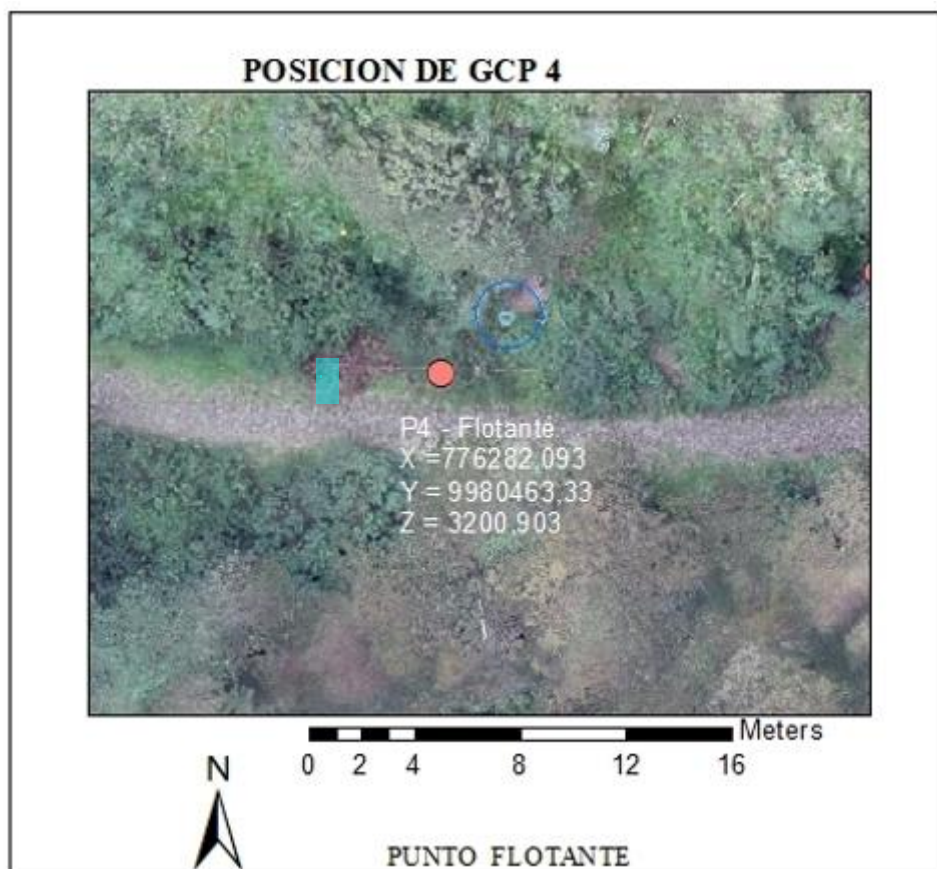 POSICION DE GCP 4
P4 - Flotante
X =776282,093
Y = 9980463,33
Z = 3200,903
Meters
0 2 4 8 12 16
N
PUNTO FLOTANTE